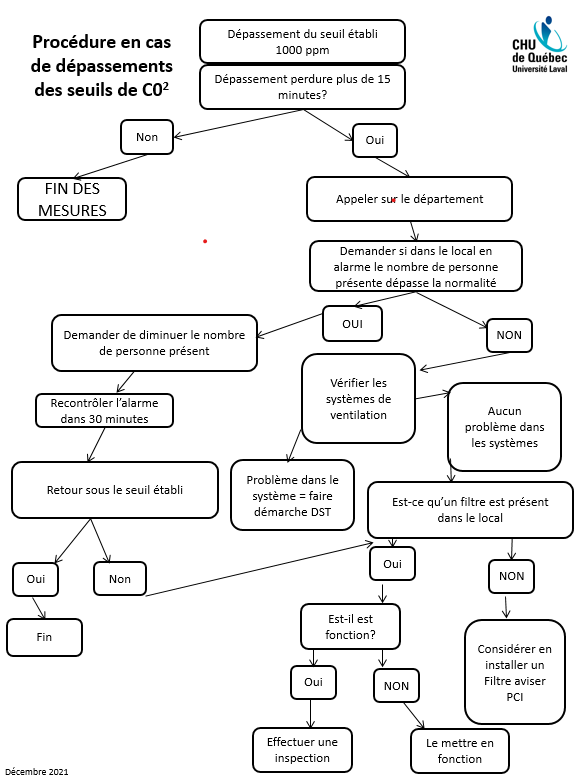 Procédure en cas
de dépassements
des seuils de C0²
Dépassement du seuil établi
1000 ppm
CHU
de Québec
Université Laval
Dépassement perdure plus de 15
minutes?
Non
Oui
FIN DES
MESURES
Appeler sur le département
Demander si dans le local en
alarme le nombre de personne
présente dépasse la normalité
OUI
NON
Demander de diminuer le nombre
de personne présent
Vérifier les
systèmes de
ventilation
Recontrôler l'alarme
dans 30 minutes
Aucun
problème dans
les systèmes
Retour sous le seuil établi
Problème dans le
système = faire
démarche DST
Est-ce qu'un filtre est présent
dans le local
Oui
Non
Oui
NON
Fin
Est-il est
fonction?
Considérer en
installer un
Filtre aviser
PCI
Oui
NON
Effectuer une
inspection
Le mettre en
fonction
Décembre 2021